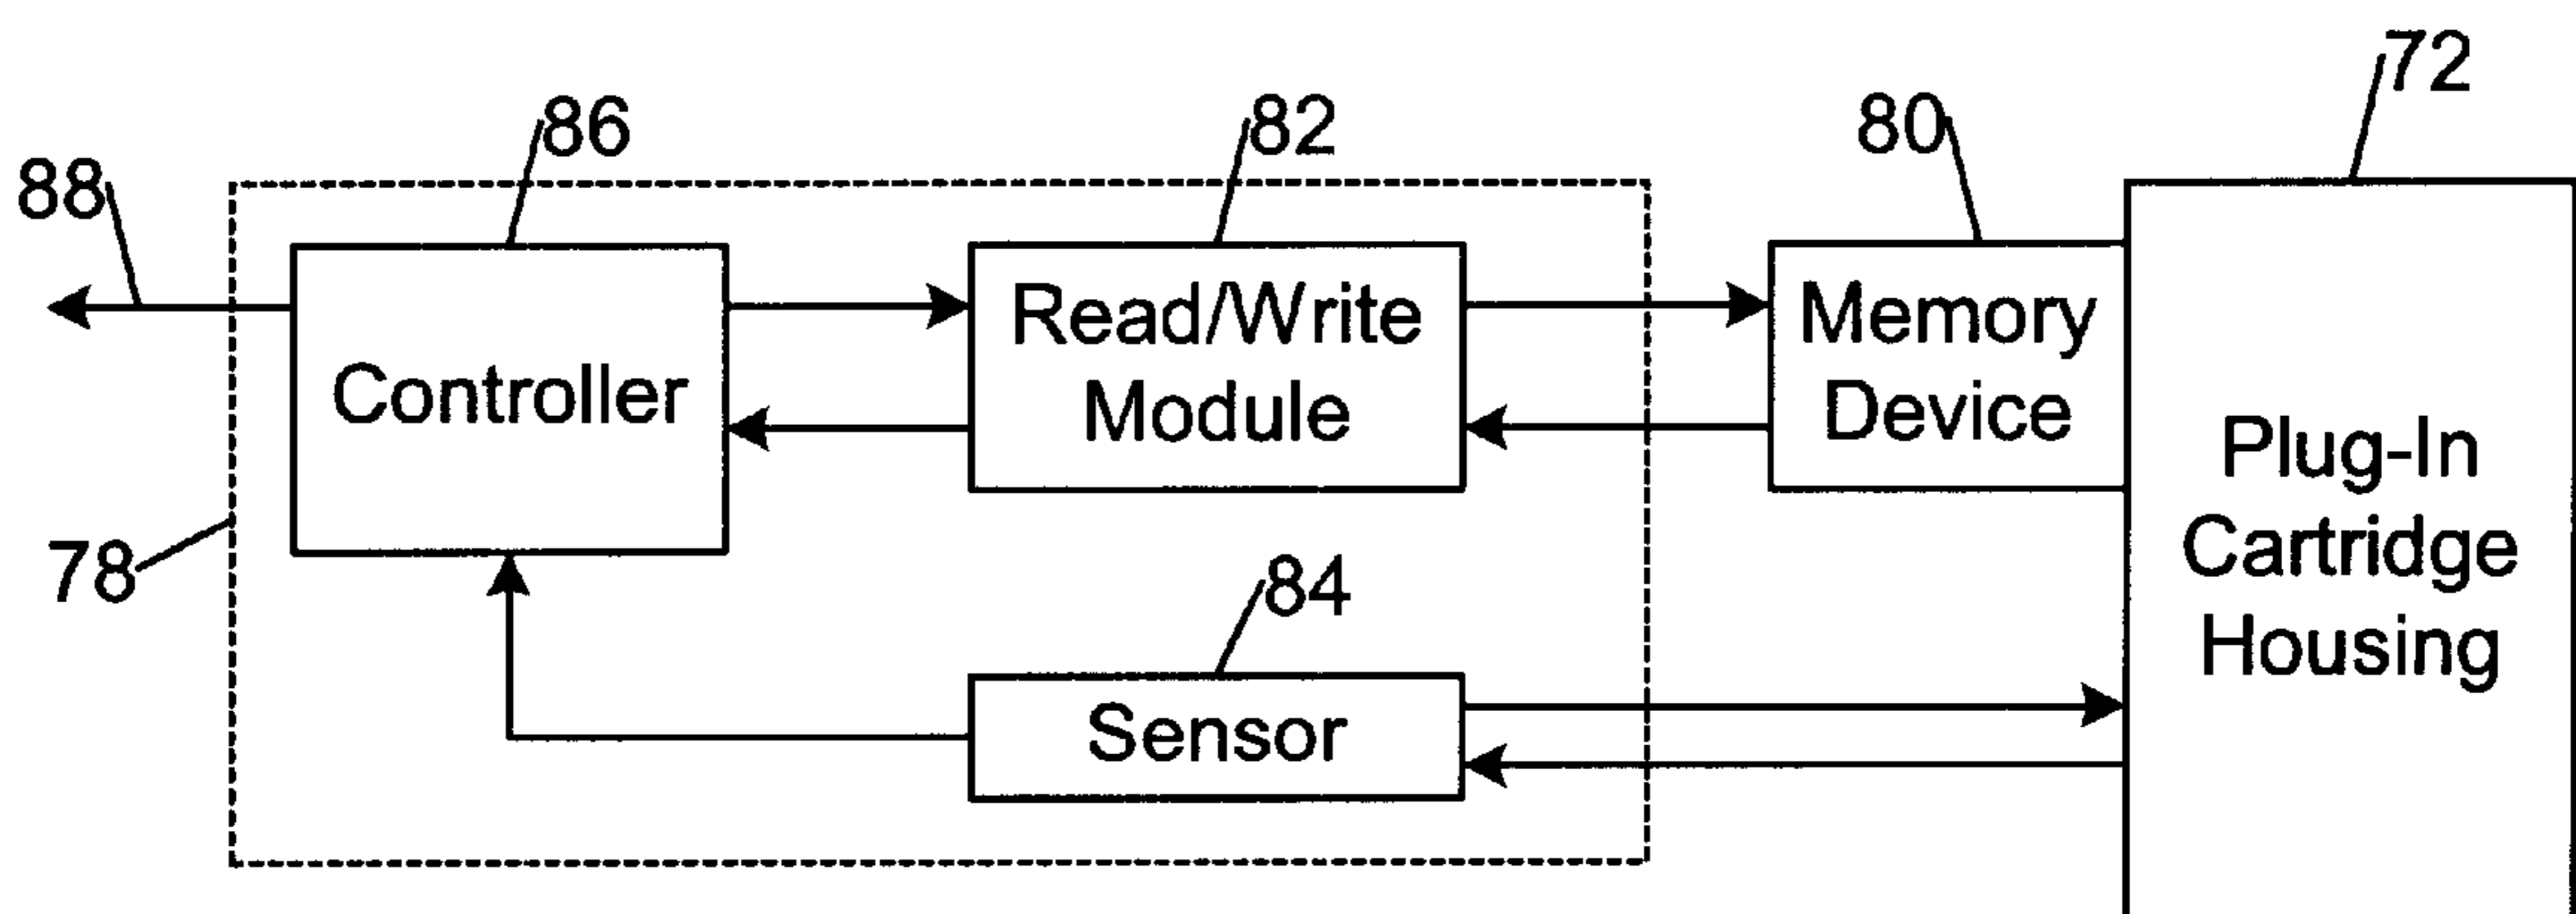 72
86
82
80
88
Controller
Read/Write
Module
Memory
Device
Plug-In
Cartridge
Housing
78
84
Sensor